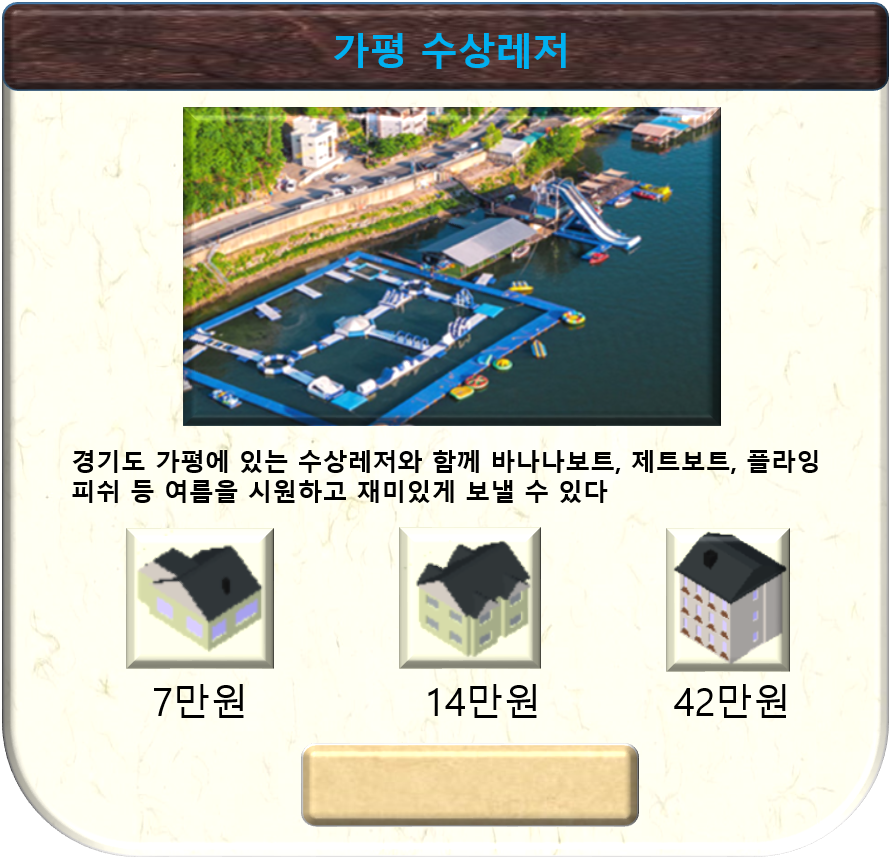 가평 수상레저
경기도 가평에 있는 수상레저와 함께 바나나보트, 제트보트, 플라잉
피쉬 등 여름을 시원하고 재미있게 보낼 수 있다
7만원 14만원 42만원